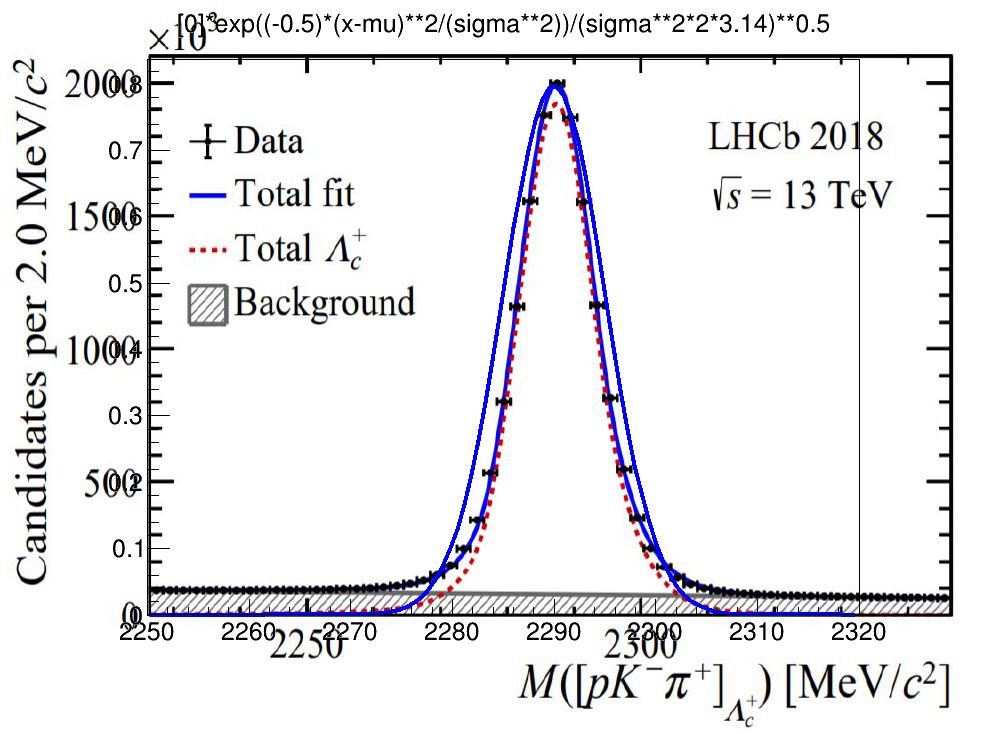 [0]*exp((-0.5)*(x-mu)**2/(sigma**2))/(sigma**2*2*3.14)**0.5
×10³
Candidates per 2.0 MeV/c²
2000
1500
1000
500
0
0.8
0.7
0.6
0.5
0.4
0.3
0.2
0.1
0
Data
Total fit
Total Λc⁺
Background
LHCb 2018
√s = 13 TeV
2250 2260 2270 2280 2290 2300 2310 2320
2250 2300
M([pK⁻π⁺]Λc⁺) [MeV/c²]